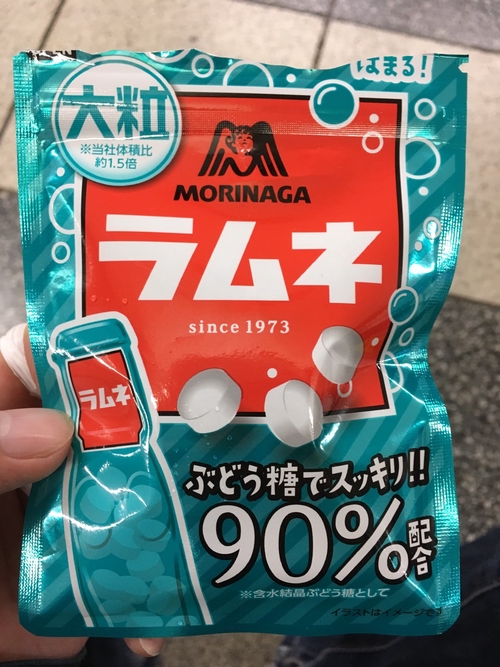 はまる!
大粒
※当社体積比
約1.5倍
MORINAGA
ラムネ
since 1973
ラムネ
ぶどう糖でスッキリ!!
90%配合
※含水結晶ぶどう糖として
イラストはイメージです